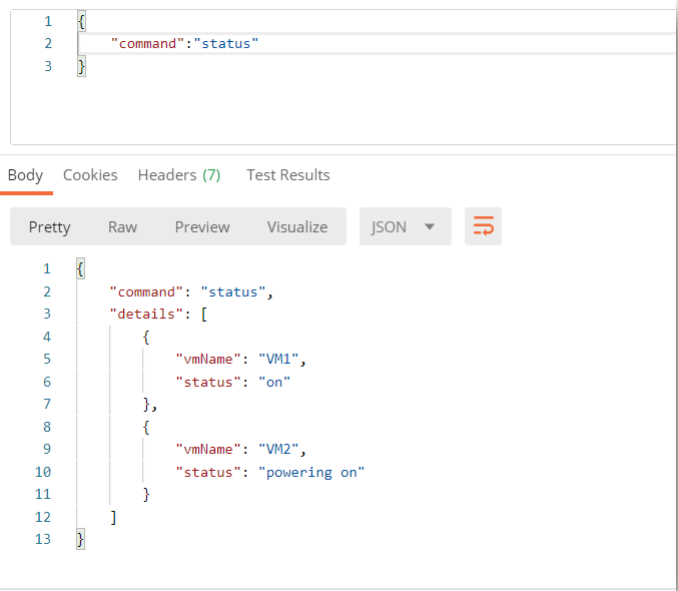 1 {
2 "command":"status"
3 }
Body Cookies Headers (7) Test Results
Pretty Raw Preview Visualize JSON
1 {
2 "command": "status",
3 "details": [
4 {
5 "vmName": "VM1",
6 "status": "on"
7 },
8 {
9 "vmName": "VM2",
10 "status": "powering on"
11 }
12 ]
13 }